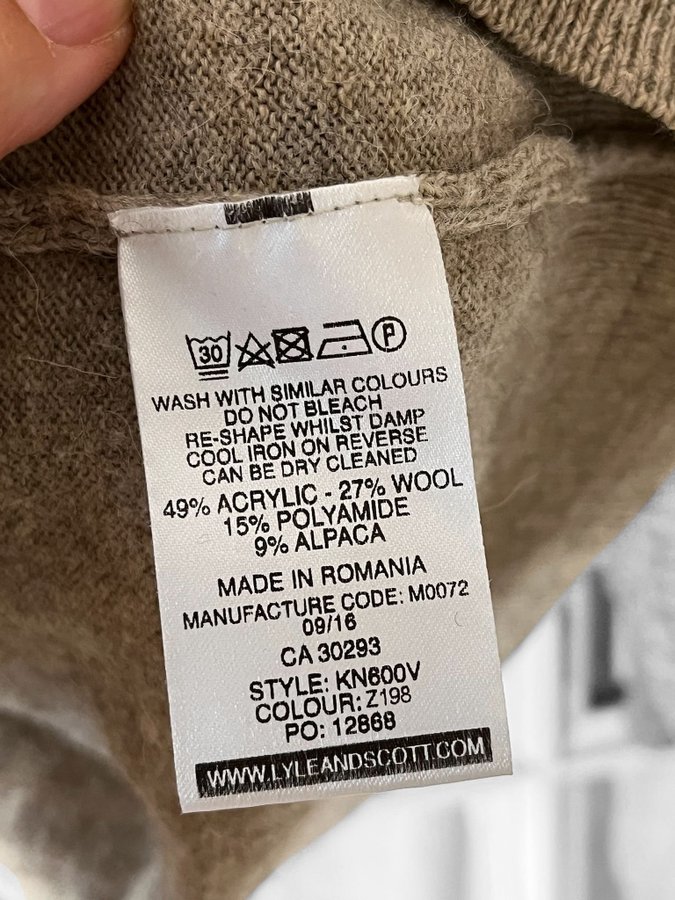 30
P
WASH WITH SIMILAR COLOURS
DO NOT BLEACH
RE-SHAPE WHILST DAMP
COOL IRON ON REVERSE
CAN BE DRY CLEANED
49% ACRYLIC - 27% WOOL
15% POLYAMIDE
9% ALPACA
MADE IN ROMANIA
MANUFACTURE CODE: M0072
09/16
CA 30293
STYLE: KN600V
COLOUR: Z198
PO: 12868
WWW.LYLEANDSCOTT.COM